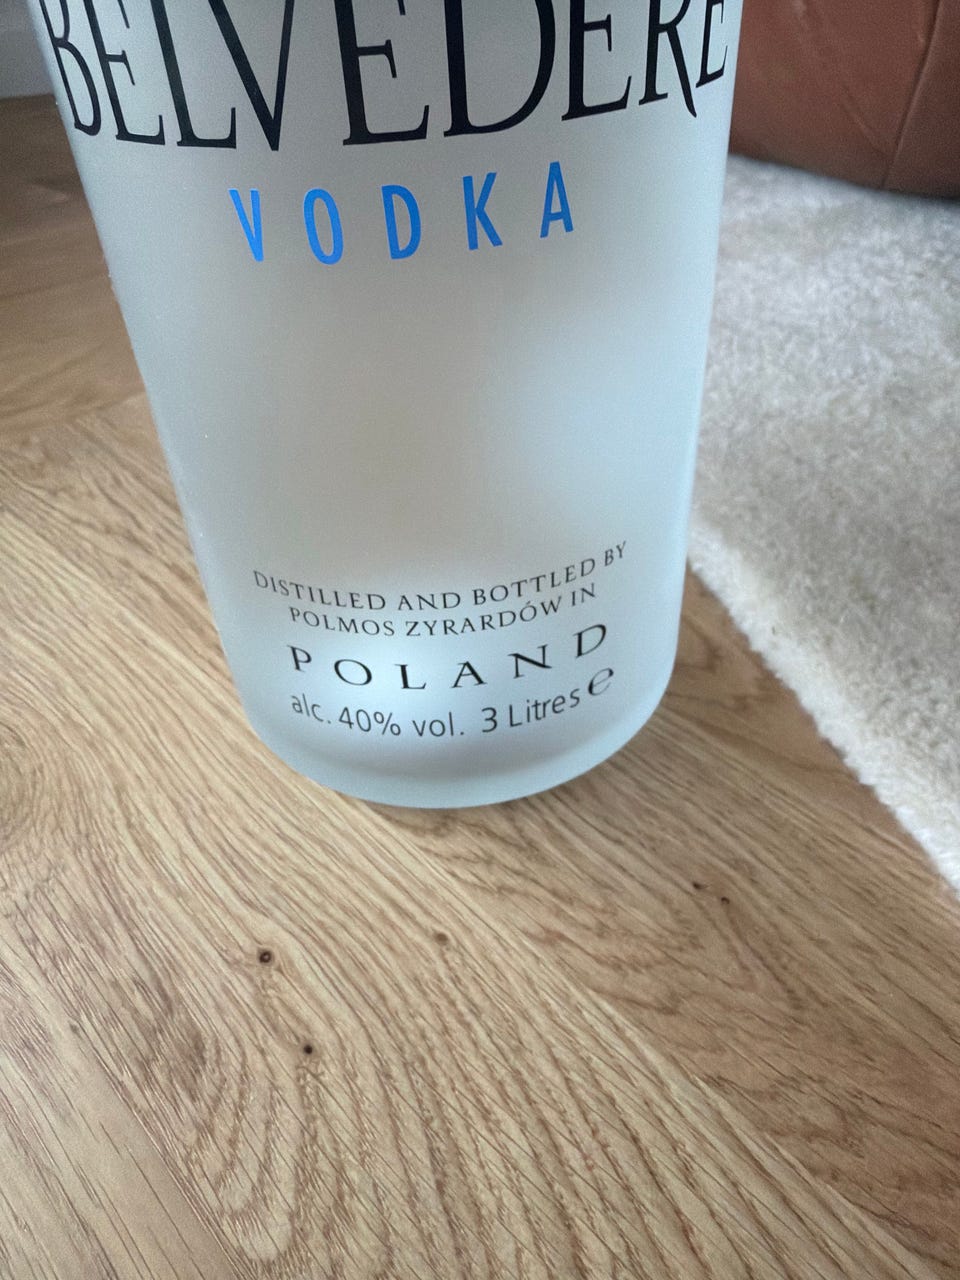 BELVEDERE
VODKA
DISTILLED AND BOTTLED BY
POLMOS ZYRARDÓW IN
POLAND
alc. 40% vol. 3 Litres ℮